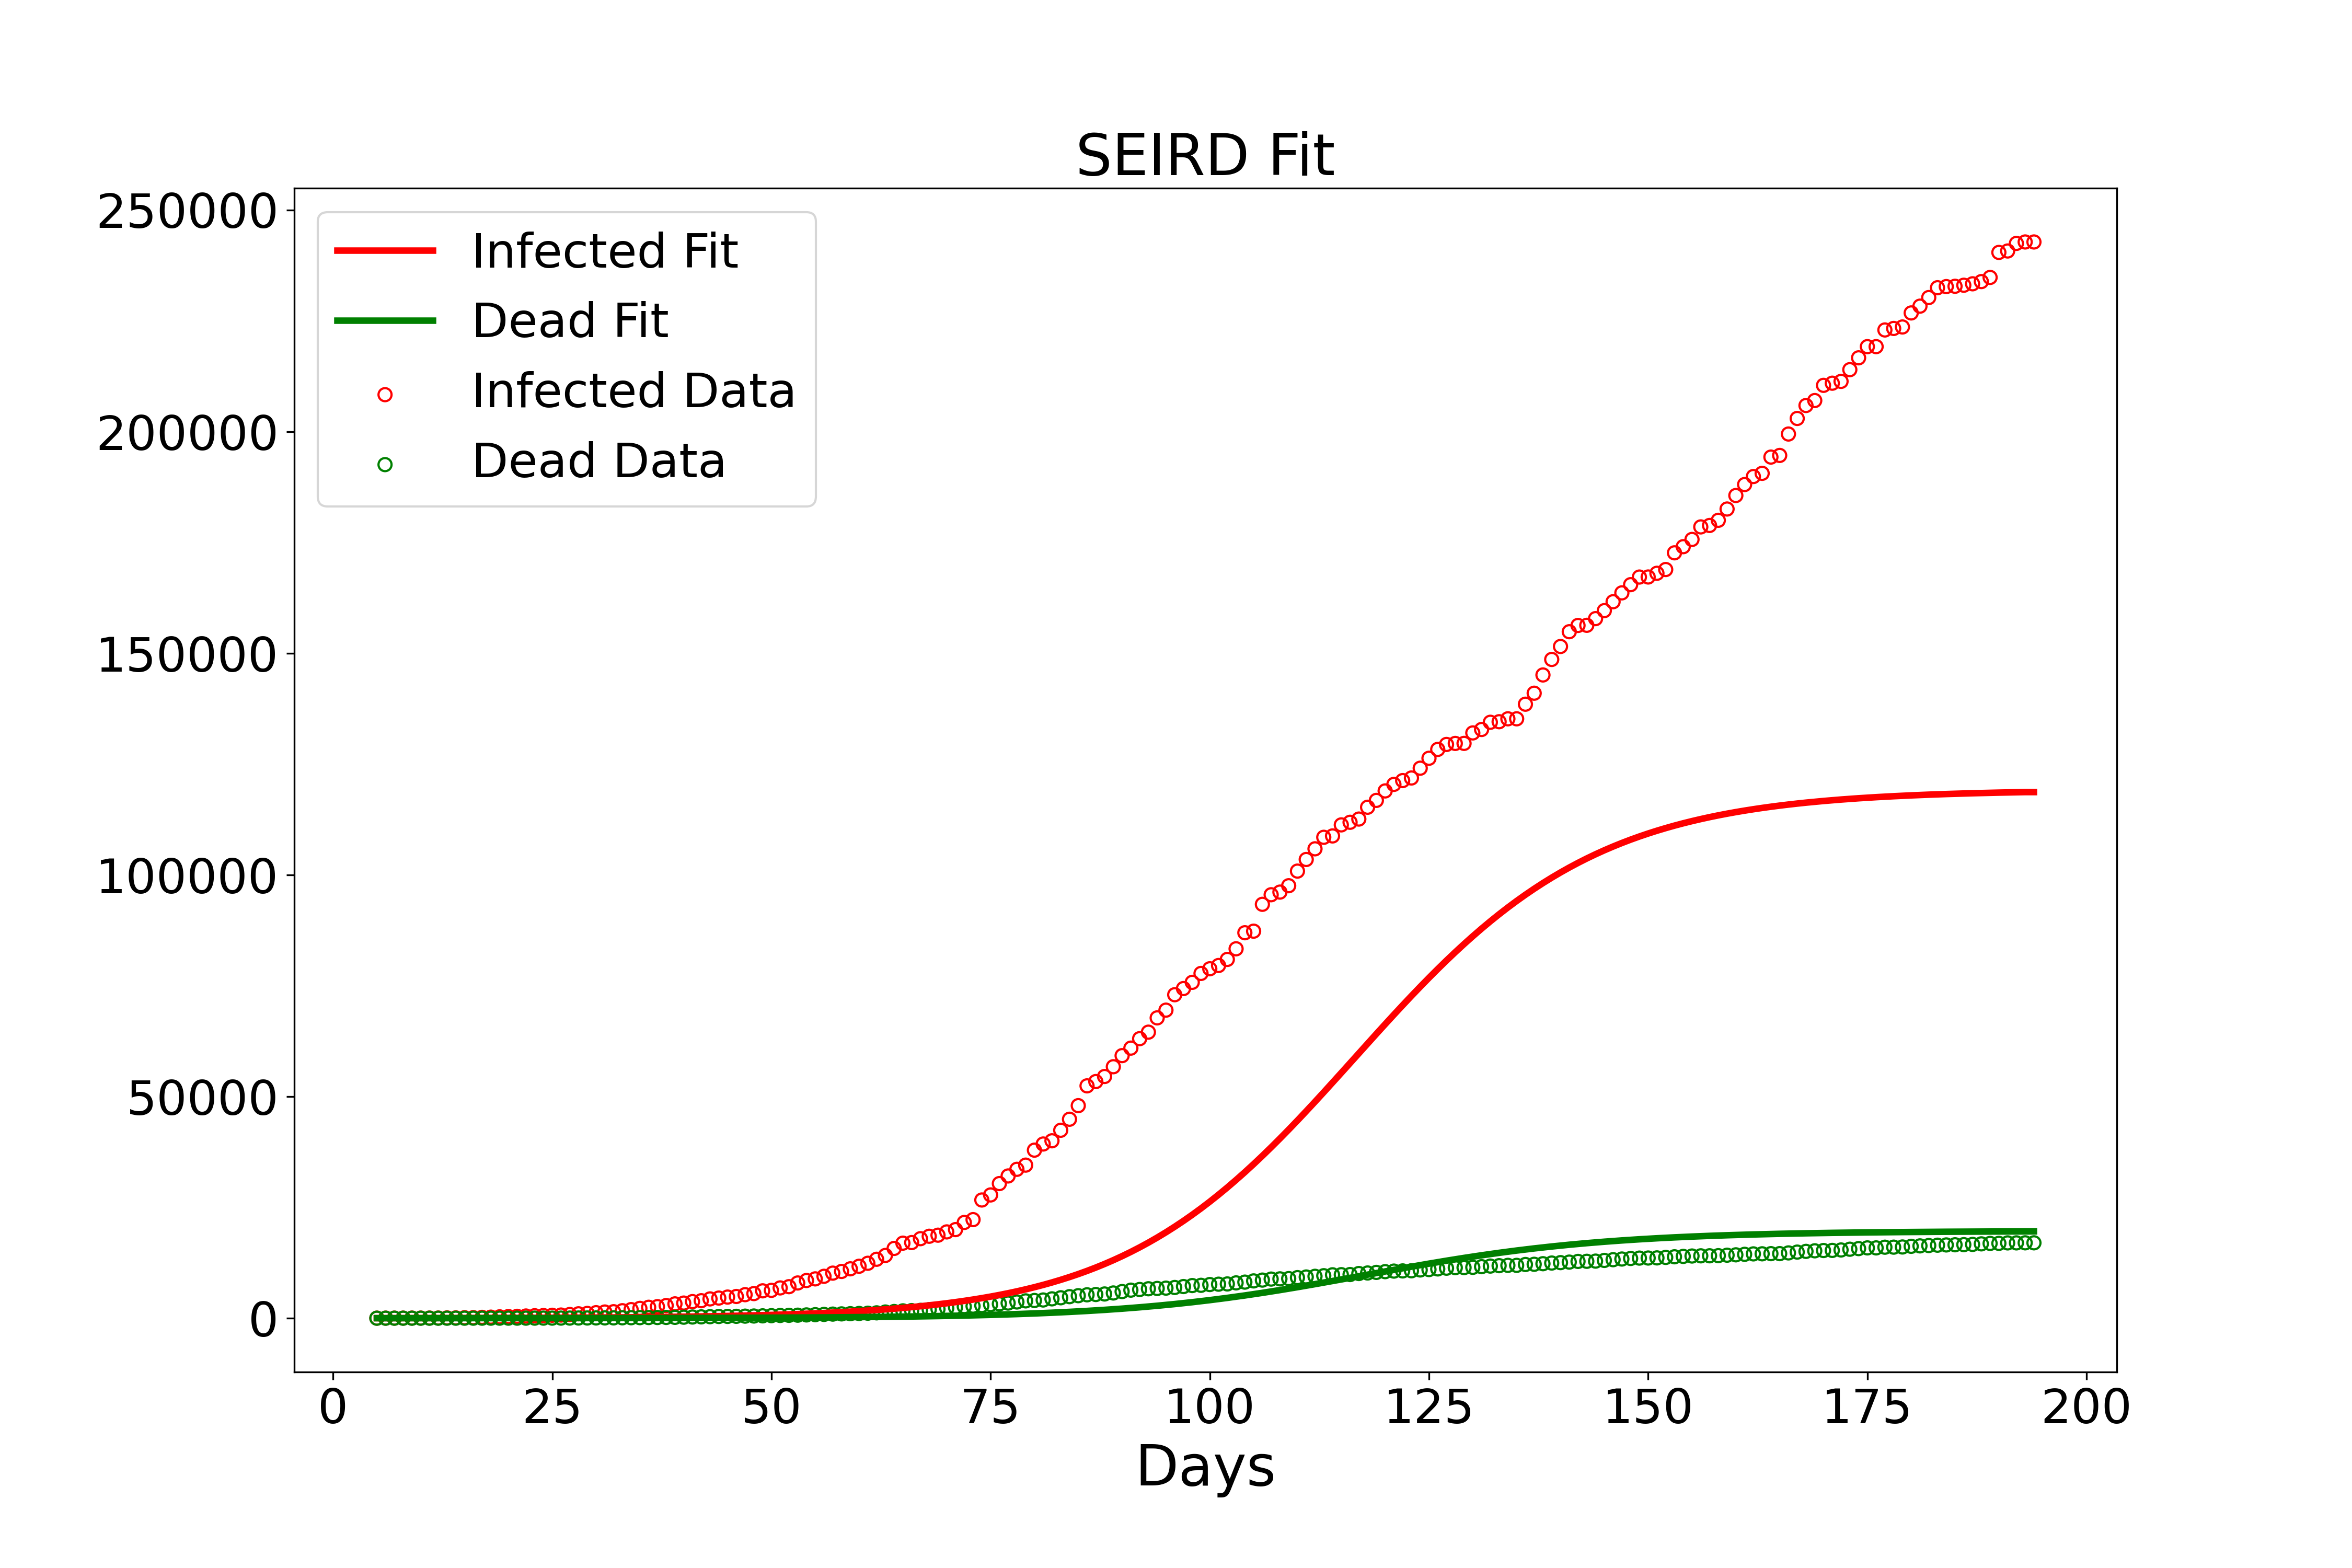 SEIRD Fit
250000
200000
150000
100000
50000
0
Infected Fit
Dead Fit
Infected Data
Dead Data
0 25 50 75 100 125 150 175 200
Days